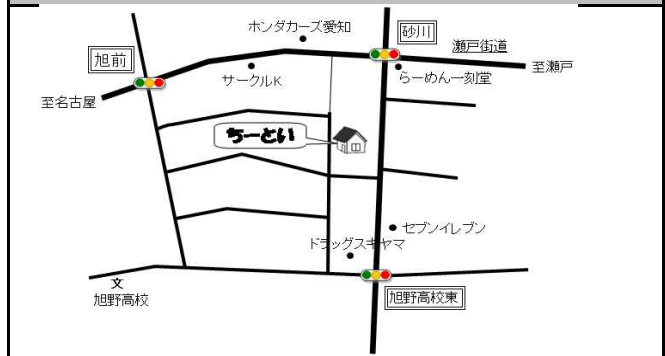 ホンダカーズ愛知
砂川
瀬戸街道
旭前
サークルK
らーめん一刻堂
至瀬戸
至名古屋
ちーとい
セブンイレブン
ドラッグスギヤマ
文
旭野高校
旭野高校東